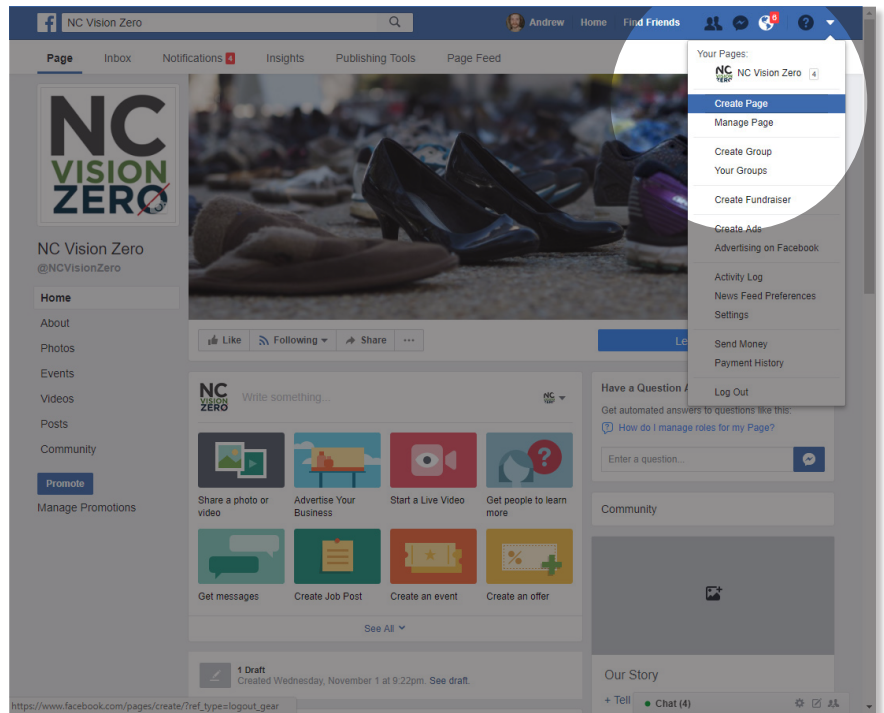 NC Vision Zero
Andrew Home Find Friends 6
Page Inbox Notifications 4 Insights Publishing Tools Page Feed
Your Pages:
NC Vision Zero 4
Create Page
Manage Page
Create Group
Your Groups
Create Fundraiser
Create Ads
Advertising on Facebook
Activity Log
News Feed Preferences
Settings
Send Money
Payment History
Log Out
NC
VISION
ZERO
NC Vision Zero
@NCVisionZero
Home
About
Photos
Events
Videos
Posts
Community
Promote
Manage Promotions
Like Following Share ...
Le
NC
VISION
ZERO
Write something...
Share a photo or
video
Advertise Your
Business
Start a Live Video
Get people to learn
more
Get messages
Create Job Post
Create an event
Create an offer
See All
1 Draft
Created Wednesday, November 1 at 9:22pm. See draft.
Have a Question A
Get automated answers to questions like this:
How do I manage roles for my Page?
Enter a question...
Community
Our Story
+ Tell
Chat (4)
https://www.facebook.com/pages/create/?ref_type=logout_gear